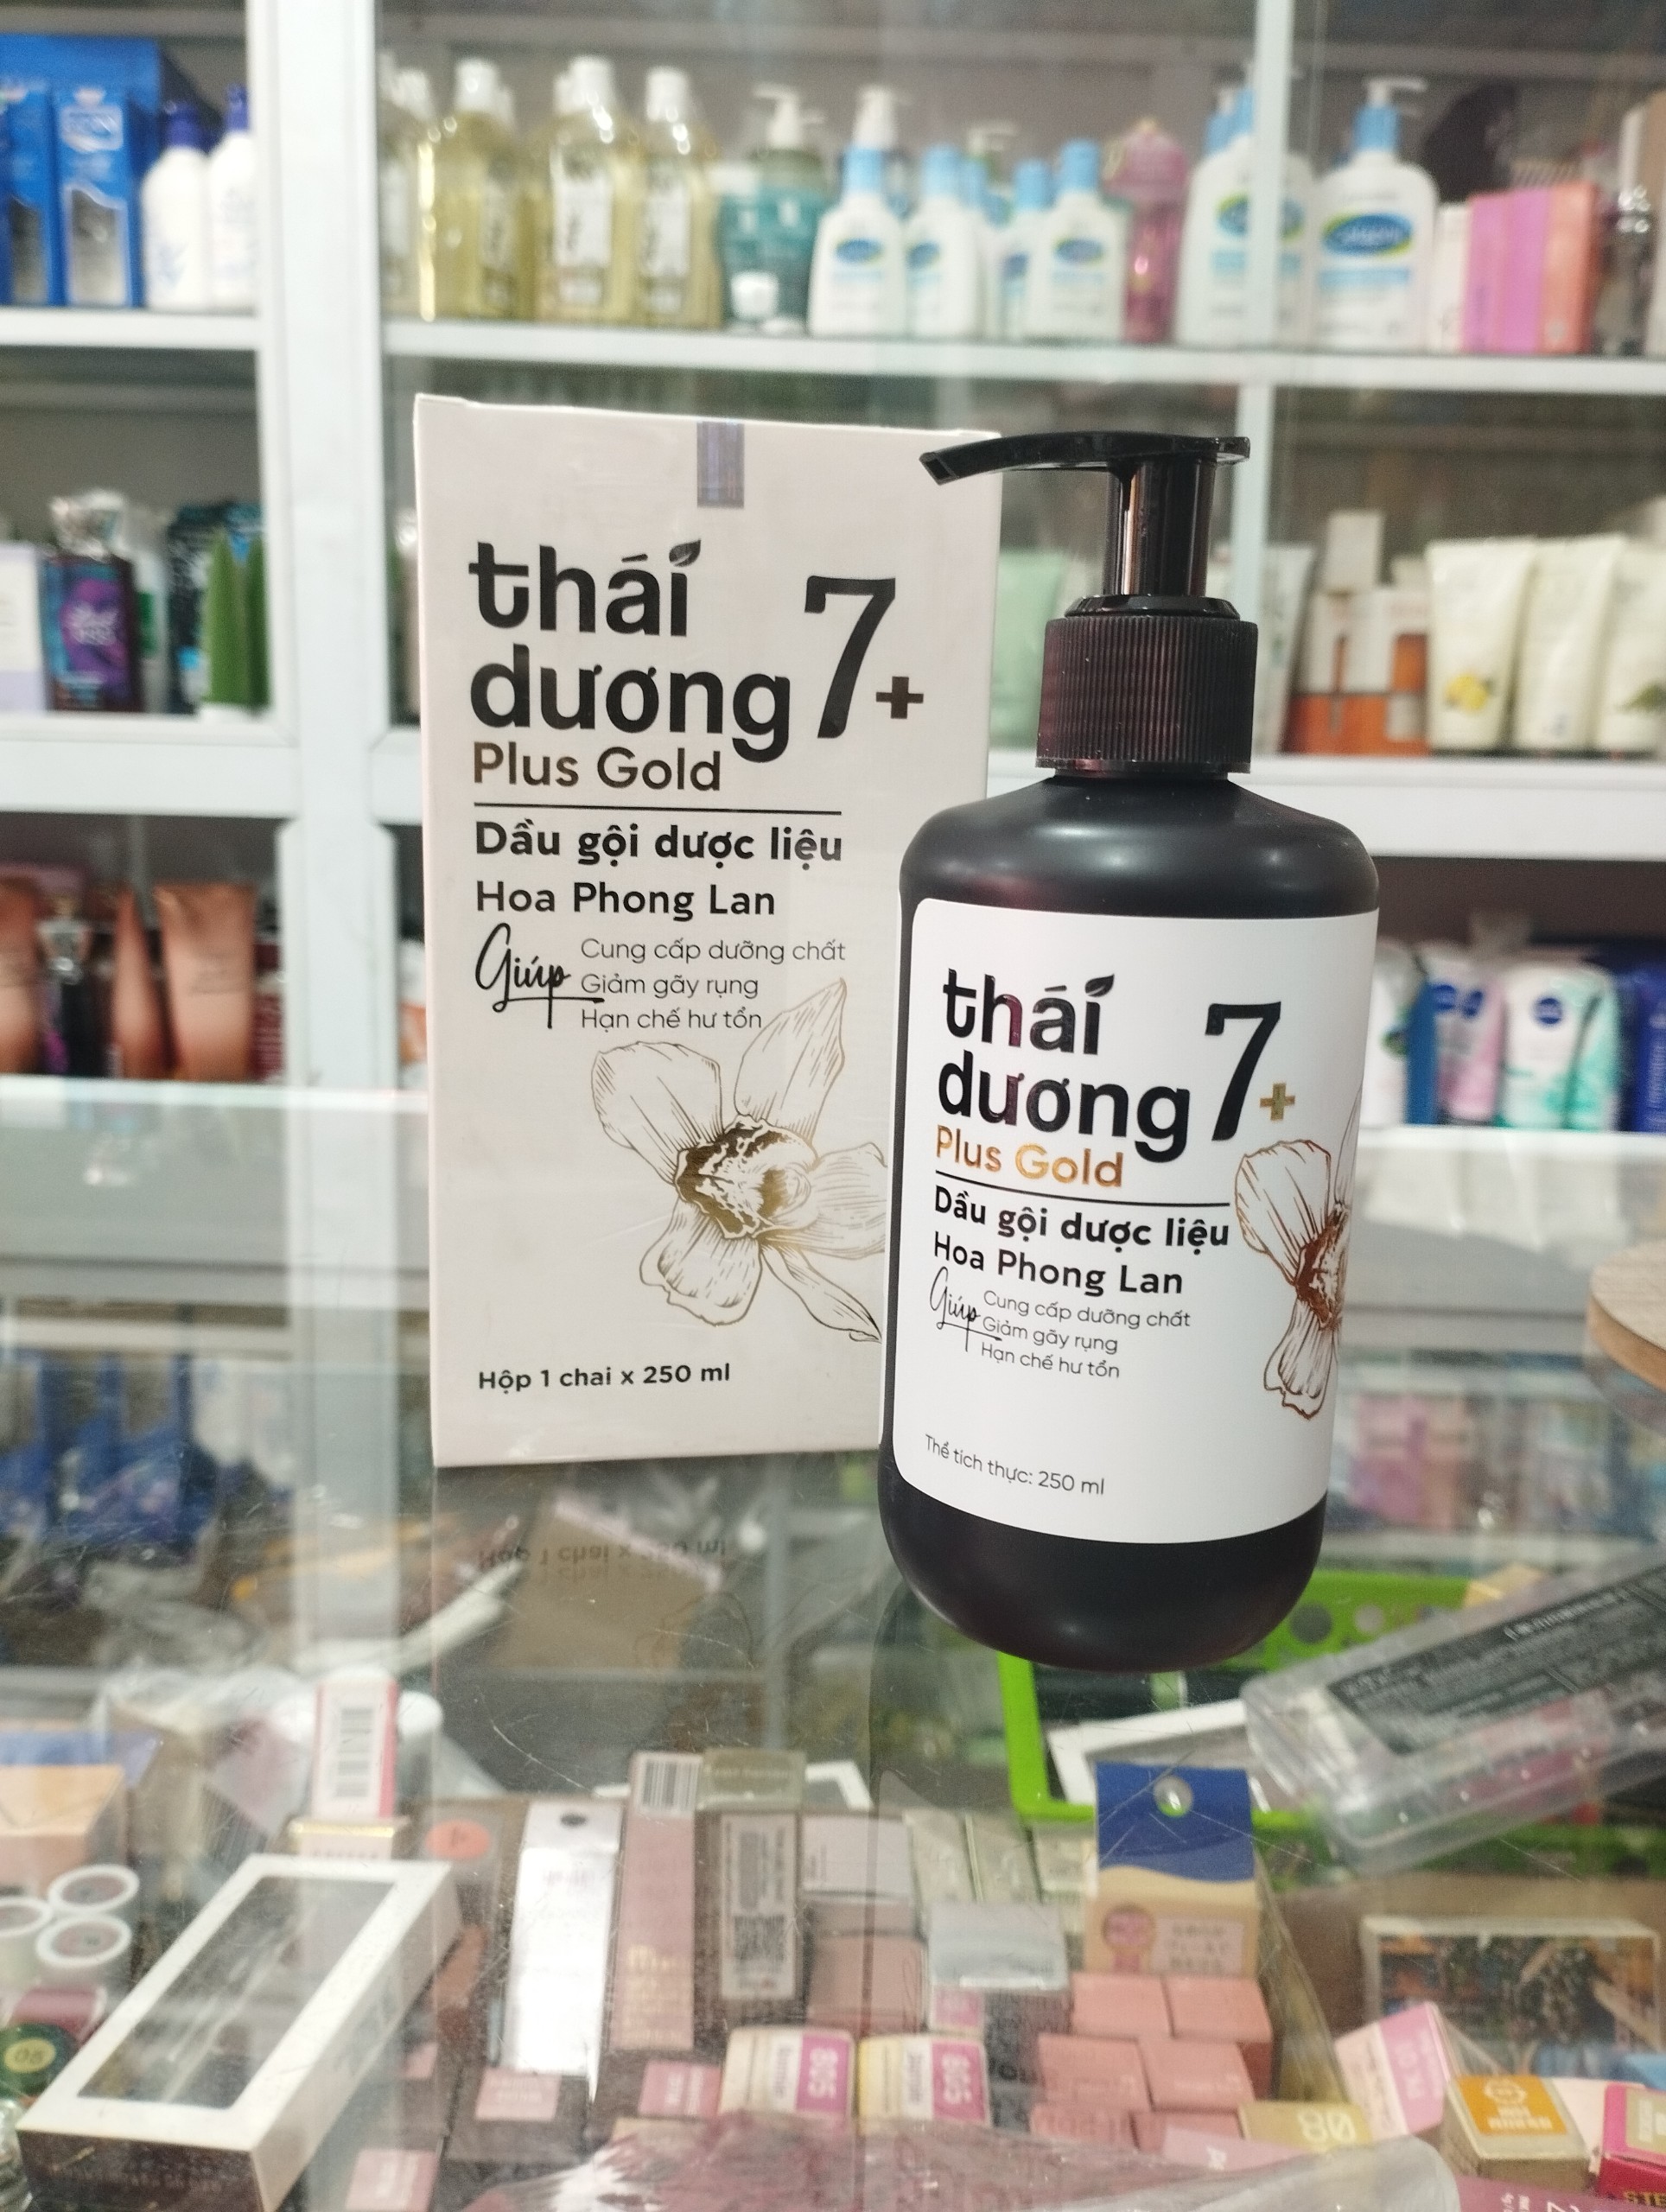 thái
dương 7+
Plus Gold
Dầu gội dược liệu
Hoa Phong Lan
Giúp
Cung cấp dưỡng chất
Giảm gãy rụng
Hạn chế hư tổn
Hộp 1 chai x 250 ml
thái
dương 7+
Plus Gold
Dầu gội dược liệu
Hoa Phong Lan
Giúp
Cung cấp dưỡng chất
Giảm gãy rụng
Hạn chế hư tổn
Thể tích thực: 250 ml